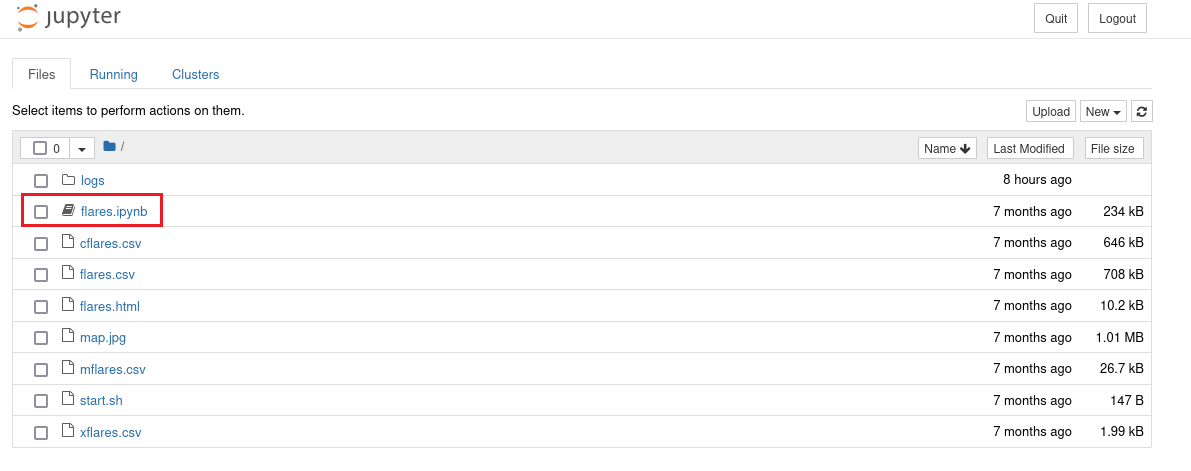 jupyter Quit Logout
Files Running Clusters
Select items to perform actions on them. Upload New
0 / Name Last Modified File size
logs 8 hours ago
flares.ipynb 7 months ago 234 kB
cflares.csv 7 months ago 646 kB
flares.csv 7 months ago 708 kB
flares.html 7 months ago 10.2 kB
map.jpg 7 months ago 1.01 MB
mflares.csv 7 months ago 26.7 kB
start.sh 7 months ago 147 B
xflares.csv 7 months ago 1.99 kB